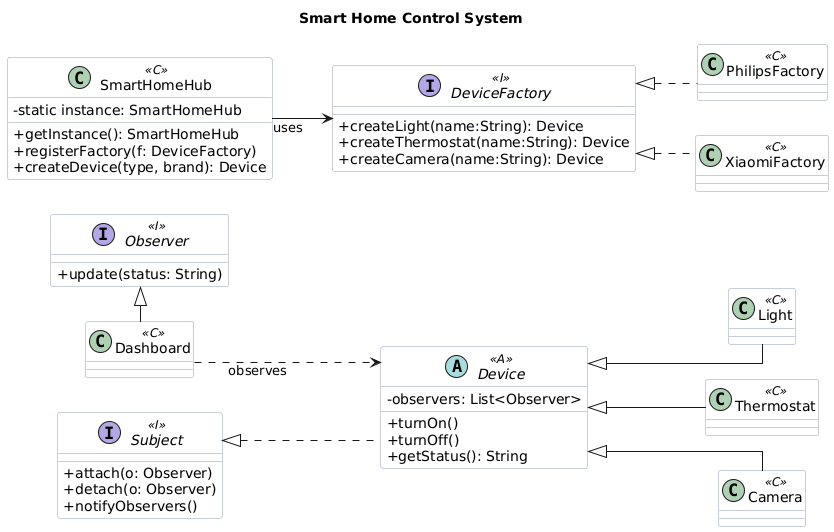 Smart Home Control System
C
«C»
SmartHomeHub
-static instance: SmartHomeHub
+getInstance(): SmartHomeHub
+registerFactory(f: DeviceFactory)
+createDevice(type, brand): Device
uses
I
«I»
DeviceFactory
+createLight(name:String): Device
+createThermostat(name:String): Device
+createCamera(name:String): Device
C
«C»
PhilipsFactory
C
«C»
XiaomiFactory
I
«I»
Observer
+update(status: String)
C
«C»
Dashboard
observes
I
«I»
Subject
+attach(o: Observer)
+detach(o: Observer)
+notifyObservers()
A
«A»
Device
-observers: List<Observer>
+turnOn()
+turnOff()
+getStatus(): String
C
«C»
Light
C
«C»
Thermostat
C
«C»
Camera